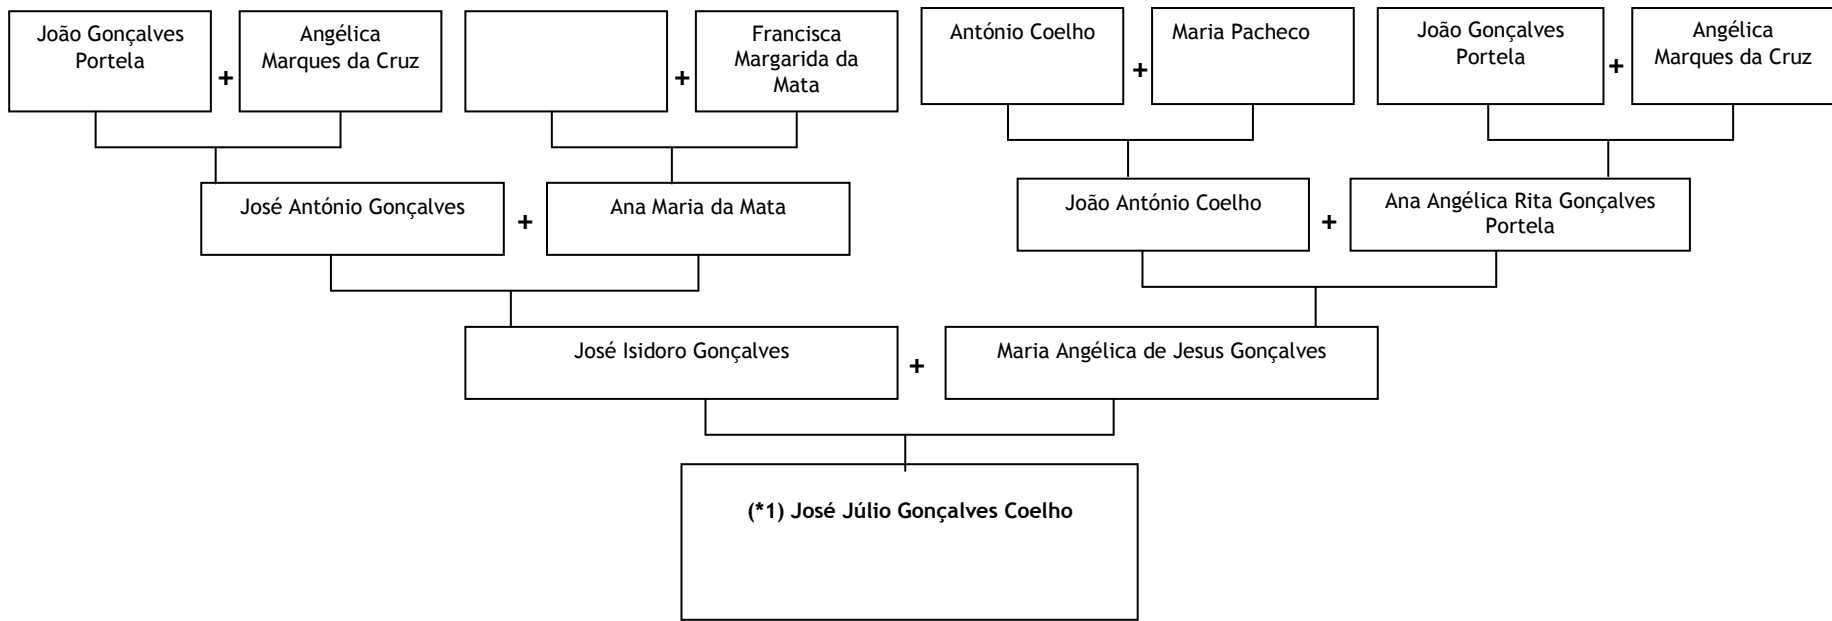 João Gonçalves
Portela
+
Angélica
Marques da Cruz
+
Francisca
Margarida da
Mata
António Coelho
+
Maria Pacheco
João Gonçalves
Portela
+
Angélica
Marques da Cruz
José António Gonçalves
+
Ana Maria da Mata
João António Coelho
+
Ana Angélica Rita Gonçalves
Portela
José Isidoro Gonçalves
+
Maria Angélica de Jesus Gonçalves
(*1) José Júlio Gonçalves Coelho